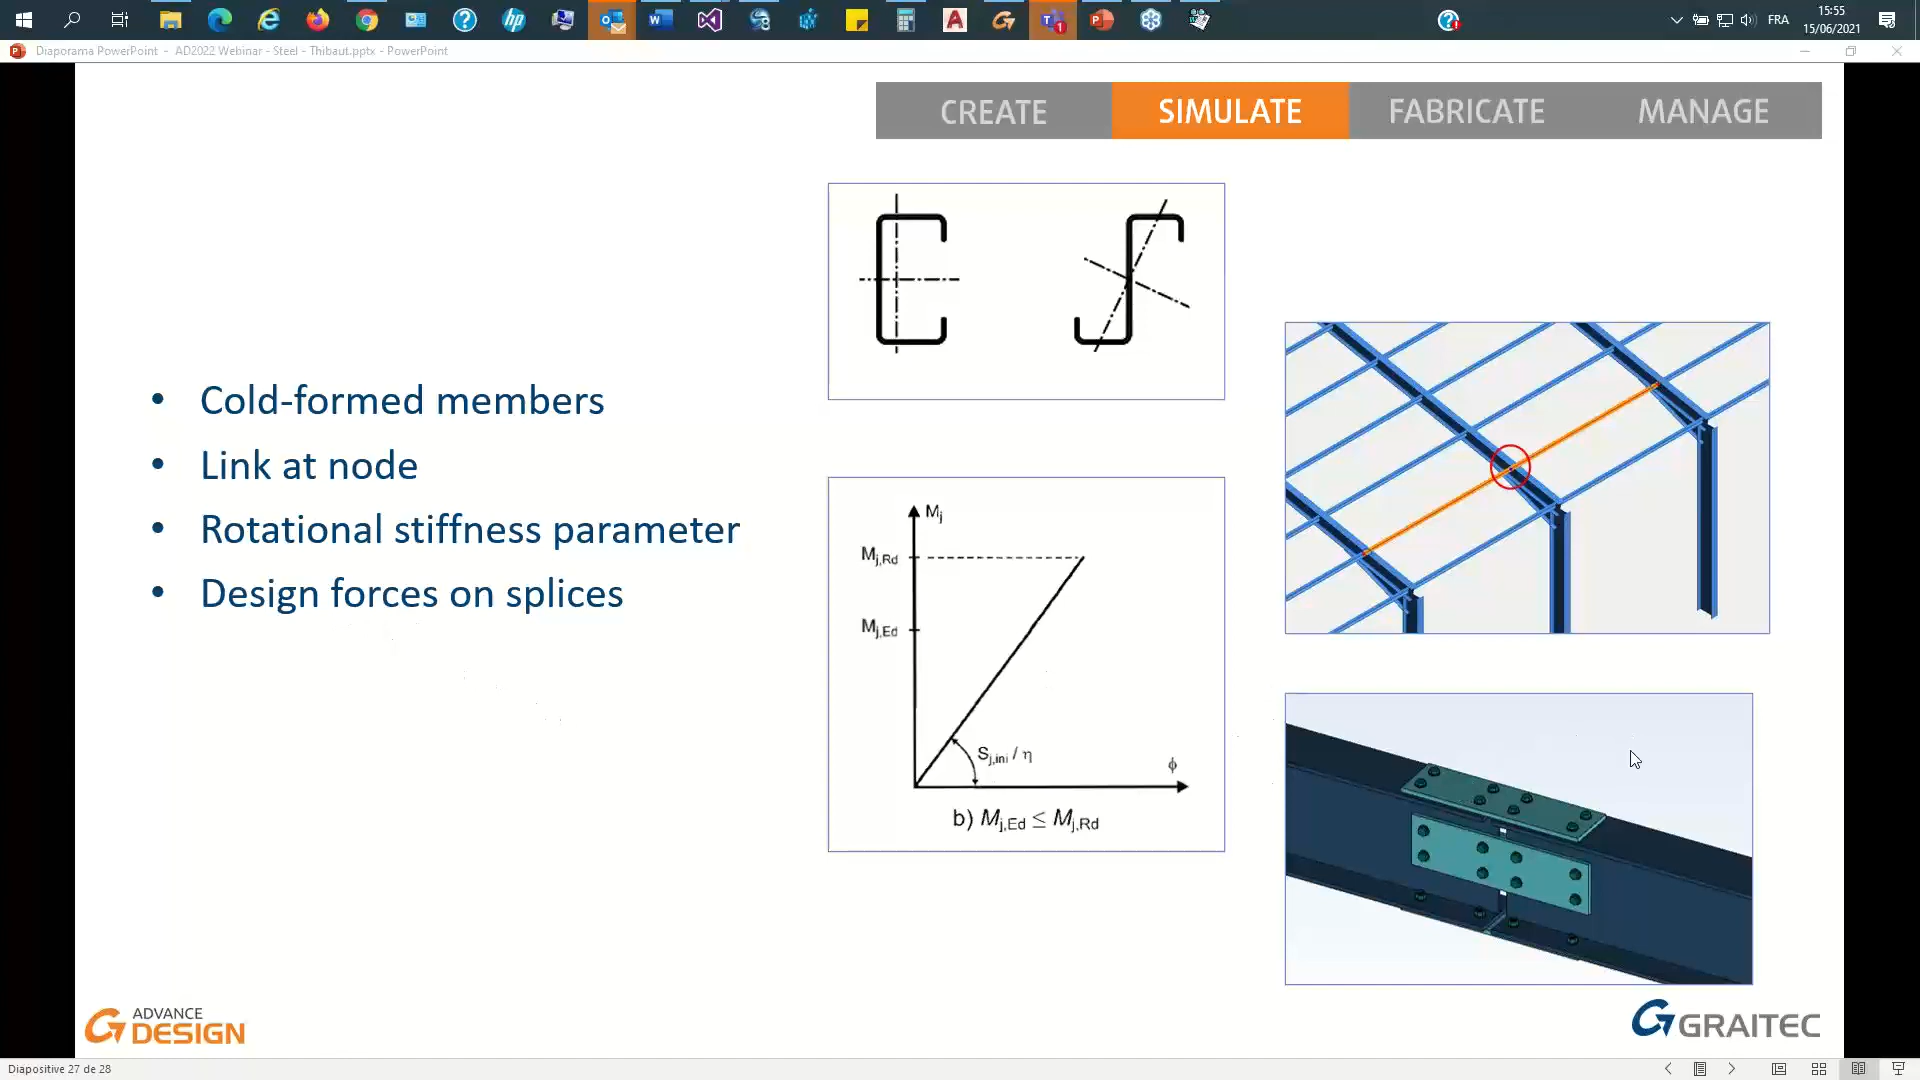 FRA
15:55
15/06/2021
Diaporama PowerPoint - AD2022 Webinar - Steel - Thibaut.pptx - PowerPoint
CREATE
SIMULATE
FABRICATE
MANAGE
• Cold-formed members
• Link at node
• Rotational stiffness parameter
• Design forces on splices
Mj
Mj,Rd
Mj,Ed
Sj,ini / η
ϕ
b) Mj,Ed ≤ Mj,Rd
ADVANCE
DESIGN
GRAITEC
Diapositive 27 de 28